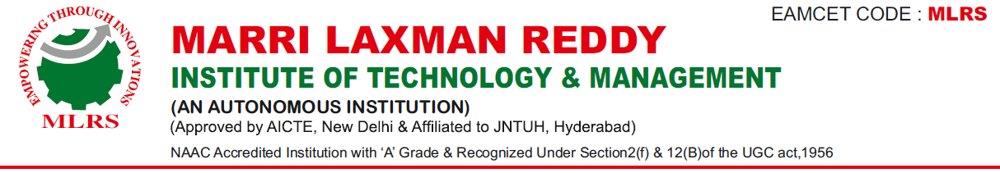 EAMCET CODE : MLRS
EMPOWERING THROUGH INNOVATIONS
MLRS
MARRI LAXMAN REDDY
INSTITUTE OF TECHNOLOGY & MANAGEMENT
(AN AUTONOMOUS INSTITUTION)
(Approved by AICTE, New Delhi & Affiliated to JNTUH, Hyderabad)
NAAC Accredited Institution with ‘A’ Grade & Recognized Under Section2(f) & 12(B)of the UGC act,1956